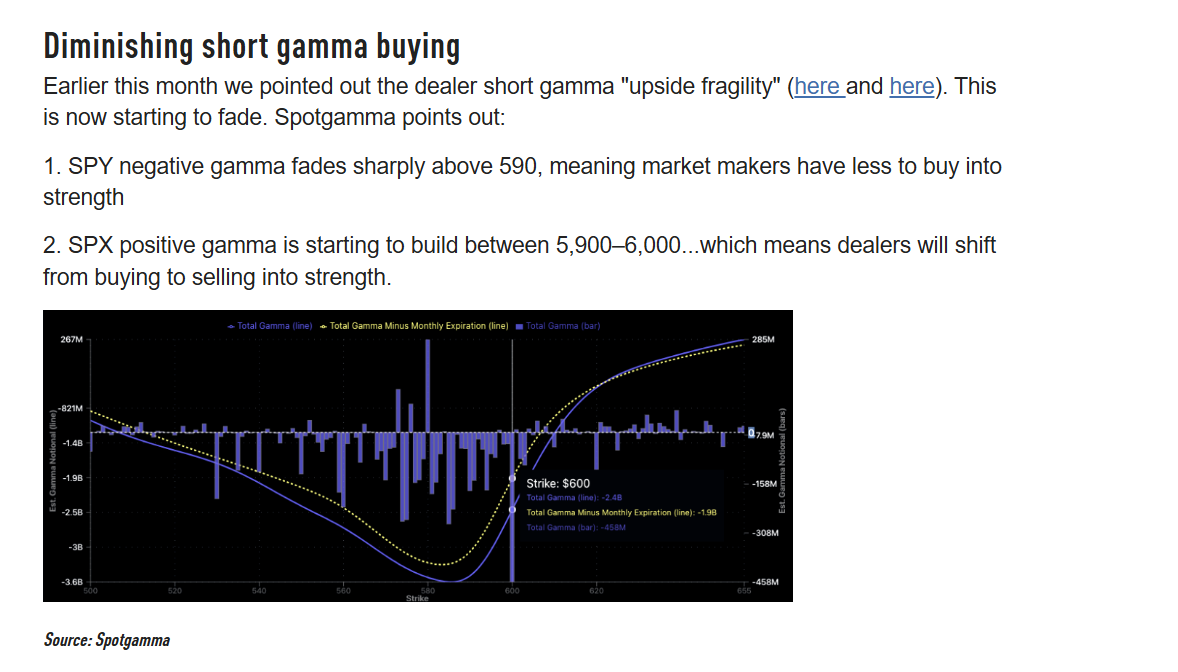 Diminishing short gamma buying
Earlier this month we pointed out the dealer short gamma "upside fragility" (here and here). This
is now starting to fade. Spotgamma points out:
1. SPY negative gamma fades sharply above 590, meaning market makers have less to buy into
strength
2. SPX positive gamma is starting to build between 5,900–6,000...which means dealers will shift
from buying to selling into strength.
Total Gamma (line) Total Gamma Minus Monthly Expiration (line) Total Gamma (bar)
267M 285M
-821M
0 7.9M
-1.4B
-1.9B -158M
Strike: $600
Total Gamma (line): -2.4B
Total Gamma Minus Monthly Expiration (line): -1.9B
Total Gamma (bar): -458M
-2.5B
-308M
-3B
-3.6B -458M
Est. Gamma Notional (line)
Est. Gamma Notional (bars)
500 520 540 560 580 600 620 655
Strike
Source: Spotgamma